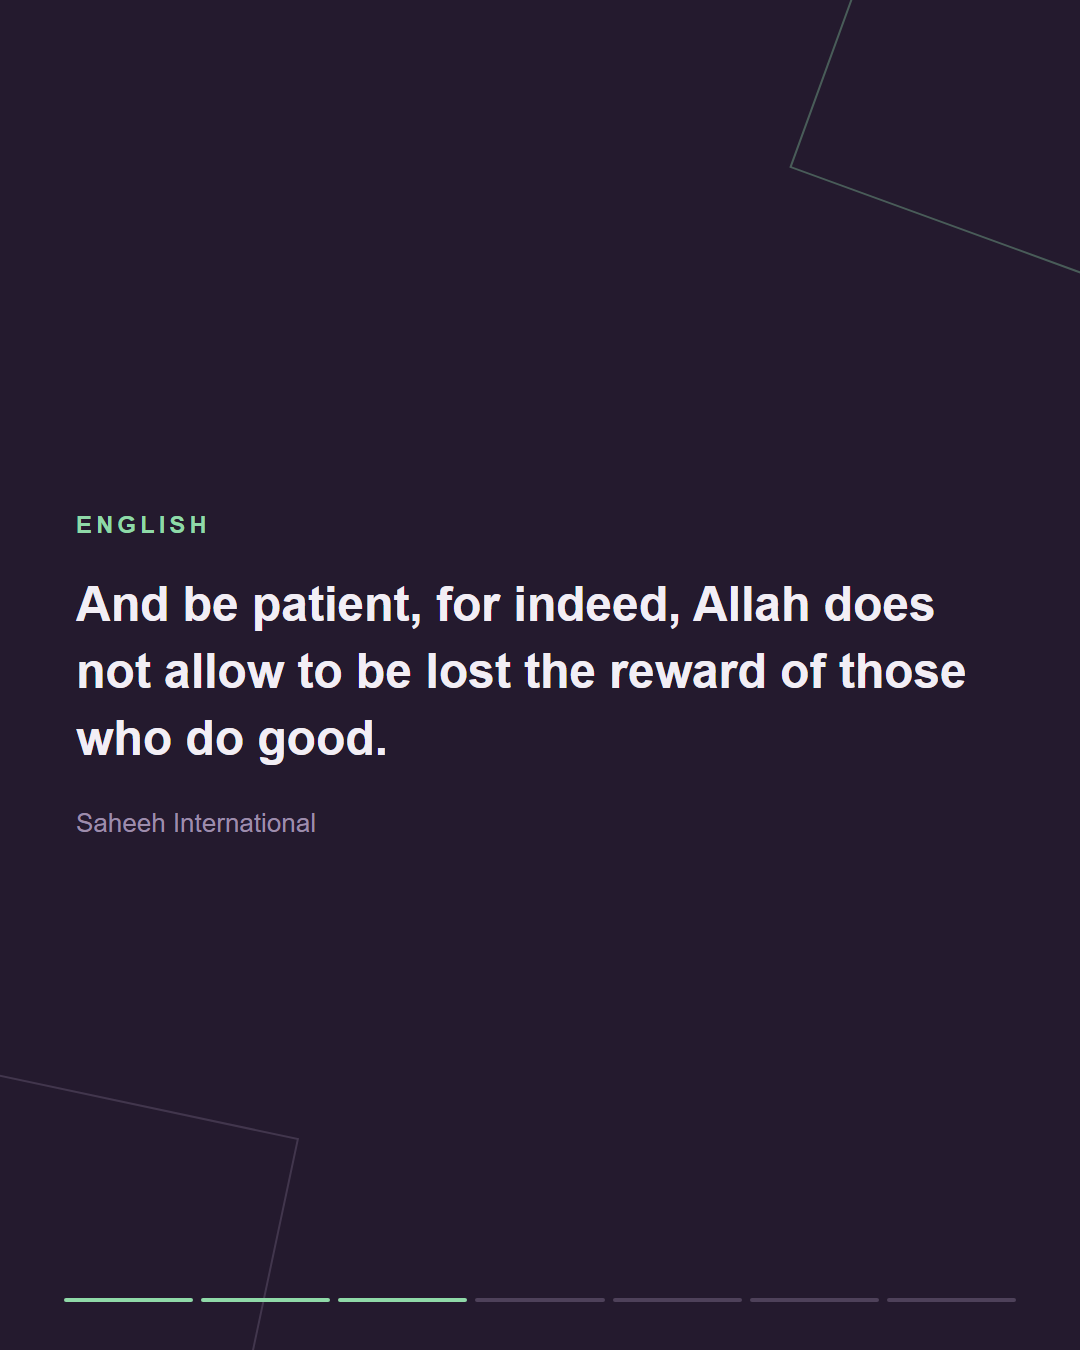 ENGLISH
And be patient, for indeed, Allah does
not allow to be lost the reward of those
who do good.
Saheeh International